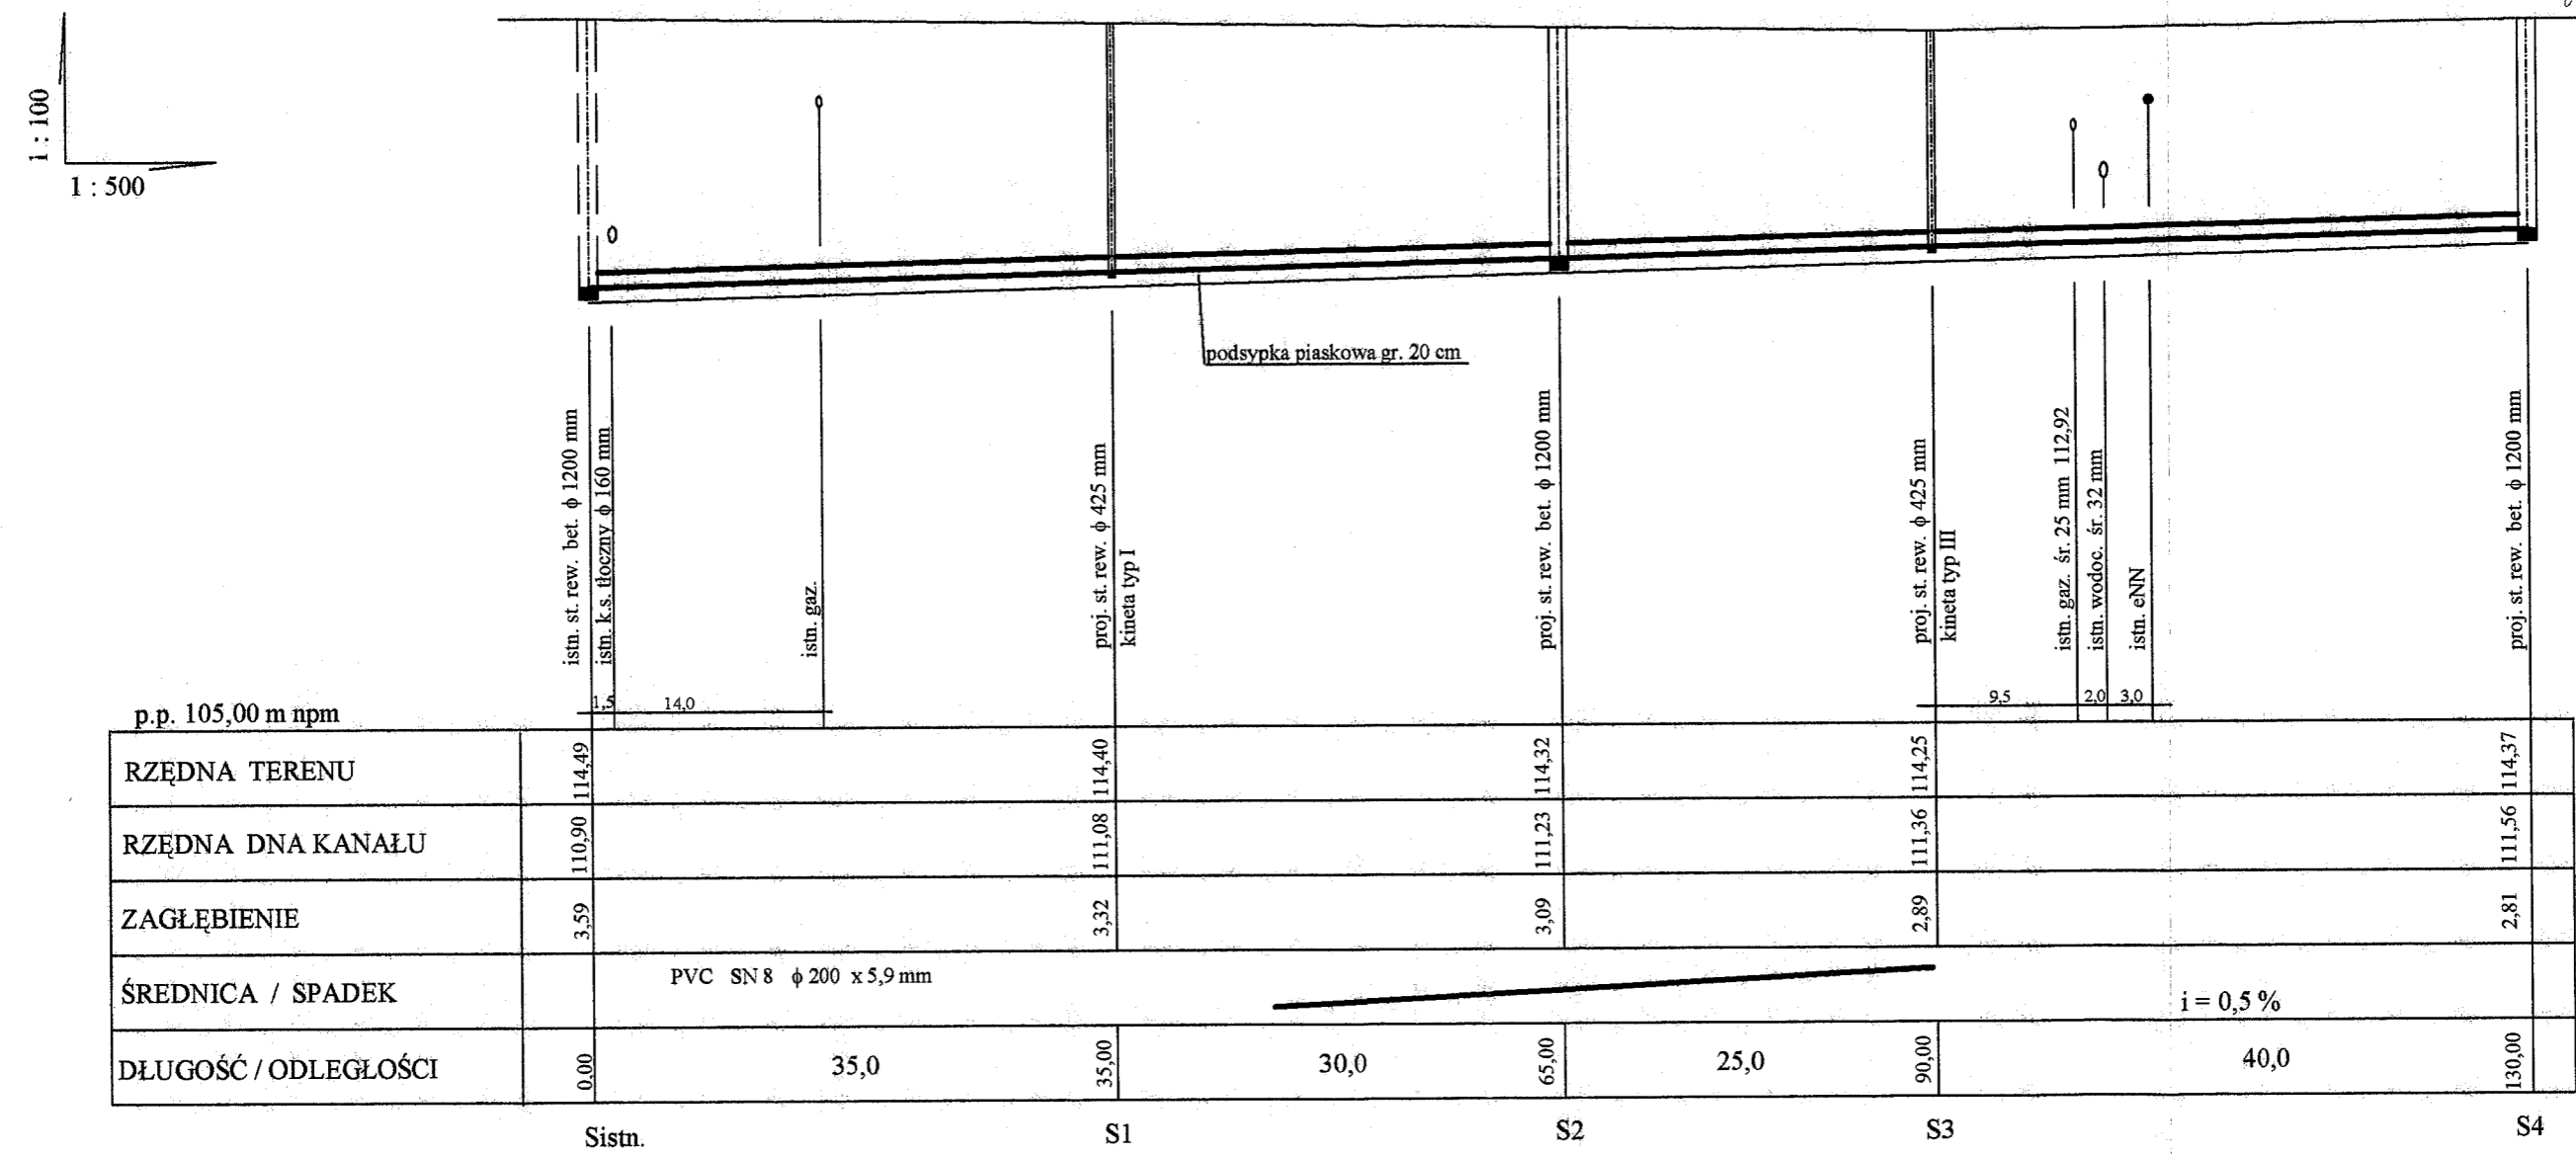 1 : 100
1 : 500
podsypka piaskowa gr. 20 cm
istn. st. rew. bet. ϕ 1200 mm
istn. k.s. tłoczny ϕ 160 mm
istn. gaz.
proj. st. rew. ϕ 425 mm
kineta typ I
proj. st. rew. bet. ϕ 1200 mm
proj. st. rew. ϕ 425 mm
kineta typ III
istn. gaz. śr. 25 mm 112,92
istn. wodoc. śr. 32 mm
istn. eNN
proj. st. rew. bet. ϕ 1200 mm
1,5 14,0 9,5 2,0 3,0
p.p. 105,00 m npm
RZĘDNA TERENU 114,49 114,40 114,32 114,25 114,37
RZĘDNA DNA KANAŁU 110,90 111,08 111,23 111,36 111,56
ZAGŁĘBIENIE 3,59 3,32 3,09 2,89 2,81
ŚREDNICA / SPADEK PVC SN 8 ϕ 200 x 5,9 mm i = 0,5 %
DŁUGOŚĆ / ODLEGŁOŚCI 0,00 35,0 35,00 30,0 65,00 25,0 90,00 40,0 130,00
Sistn. S1 S2 S3 S4